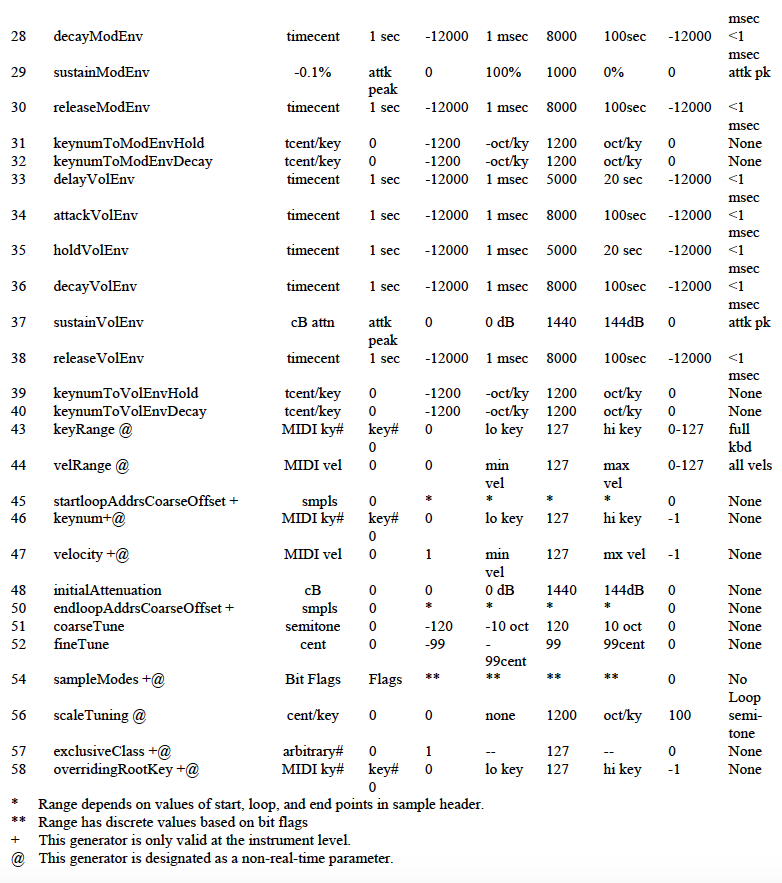 msec
28 decayModEnv timecent 1 sec -12000 1 msec 8000 100sec -12000 <1
msec
29 sustainModEnv -0.1% attk 0 100% 1000 0% 0 attk pk
peak
30 releaseModEnv timecent 1 sec -12000 1 msec 8000 100sec -12000 <1
msec
31 keynumToModEnvHold tcent/key 0 -1200 -oct/ky 1200 oct/ky 0 None
32 keynumToModEnvDecay tcent/key 0 -1200 -oct/ky 1200 oct/ky 0 None
33 delayVolEnv timecent 1 sec -12000 1 msec 5000 20 sec -12000 <1
msec
34 attackVolEnv timecent 1 sec -12000 1 msec 8000 100sec -12000 <1
msec
35 holdVolEnv timecent 1 sec -12000 1 msec 5000 20 sec -12000 <1
msec
36 decayVolEnv timecent 1 sec -12000 1 msec 8000 100sec -12000 <1
msec
37 sustainVolEnv cB attn attk 0 0 dB 1440 144dB 0 attk pk
peak
38 releaseVolEnv timecent 1 sec -12000 1 msec 8000 100sec -12000 <1
msec
39 keynumToVolEnvHold tcent/key 0 -1200 -oct/ky 1200 oct/ky 0 None
40 keynumToVolEnvDecay tcent/key 0 -1200 -oct/ky 1200 oct/ky 0 None
43 keyRange @ MIDI ky# key# 0 lo key 127 hi key 0-127 full
0 kbd
44 velRange @ MIDI vel 0 0 min 127 max 0-127 all vels
vel vel
45 startloopAddrsCoarseOffset + smpls 0 * * * * 0 None
46 keynum+@ MIDI ky# key# 0 lo key 127 hi key -1 None
0
47 velocity +@ MIDI vel 0 1 min 127 mx vel -1 None
vel
48 initialAttenuation cB 0 0 0 dB 1440 144dB 0 None
50 endloopAddrsCoarseOffset + smpls 0 * * * * 0 None
51 coarseTune semitone 0 -120 -10 oct 120 10 oct 0 None
52 fineTune cent 0 -99 - 99 99cent 0 None
99cent
54 sampleModes +@ Bit Flags Flags ** ** ** ** 0 No
Loop
56 scaleTuning @ cent/key 0 0 none 1200 oct/ky 100 semi-
tone
57 exclusiveClass +@ arbitrary# 0 1 -- 127 -- 0 None
58 overridingRootKey +@ MIDI ky# key# 0 lo key 127 hi key -1 None
0
* Range depends on values of start, loop, and end points in sample header.
** Range has discrete values based on bit flags
+ This generator is only valid at the instrument level.
@ This generator is designated as a non-real-time parameter.